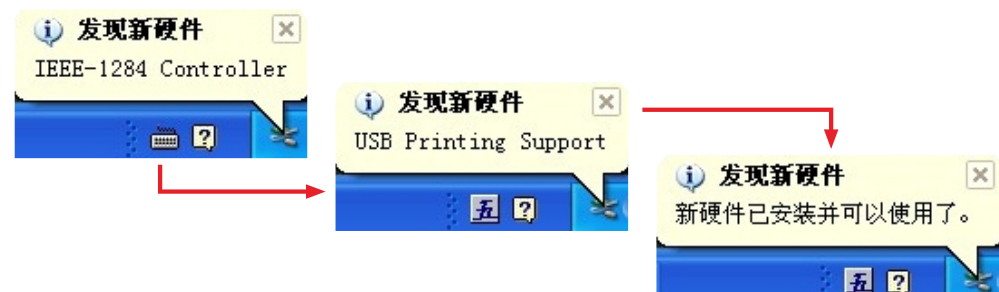 发现新硬件
IEEE-1284 Controller
发现新硬件
USB Printing Support
五
发现新硬件
新硬件已安装并可以使用了。
五